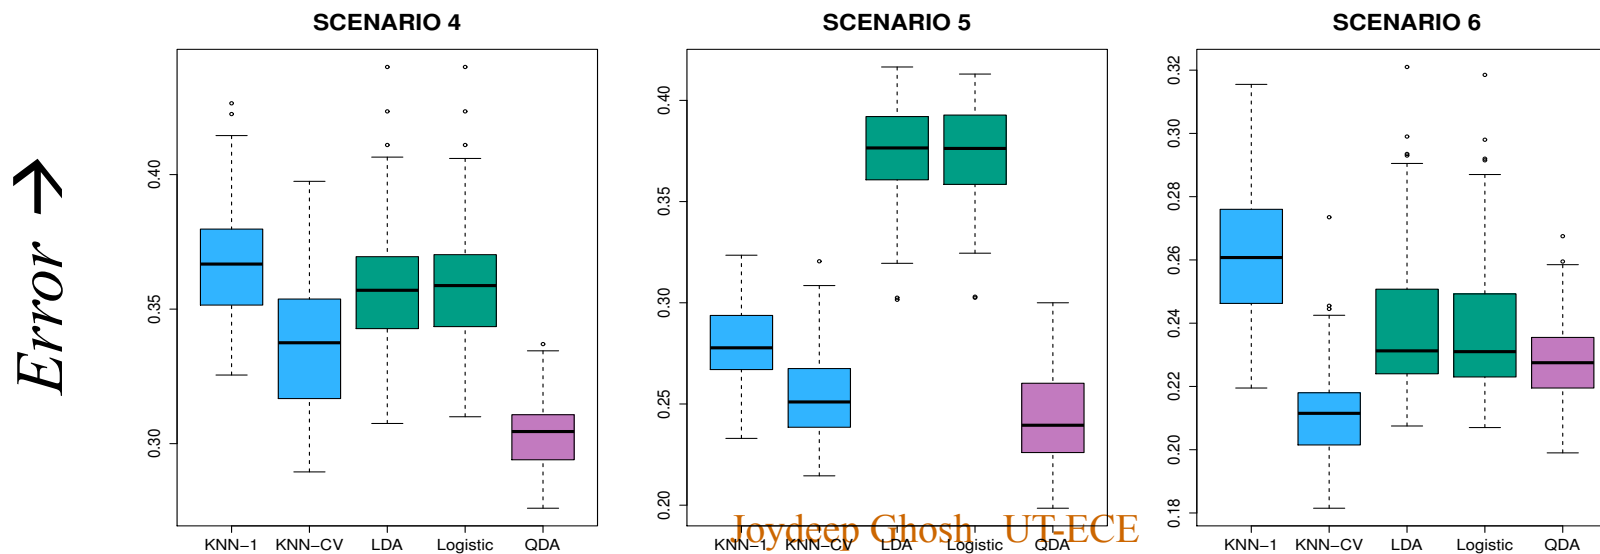 SCENARIO 4
SCENARIO 5
SCENARIO 6
Error →
0.40
0.35
0.30
KNN−1 KNN−CV LDA Logistic QDA
0.40
0.35
0.30
0.25
0.20
KNN−1 KNN−CV LDA Logistic QDA
0.32
0.30
0.28
0.26
0.24
0.22
0.20
0.18
KNN−1 KNN−CV LDA Logistic QDA
Joydeep Ghosh UT-ECE